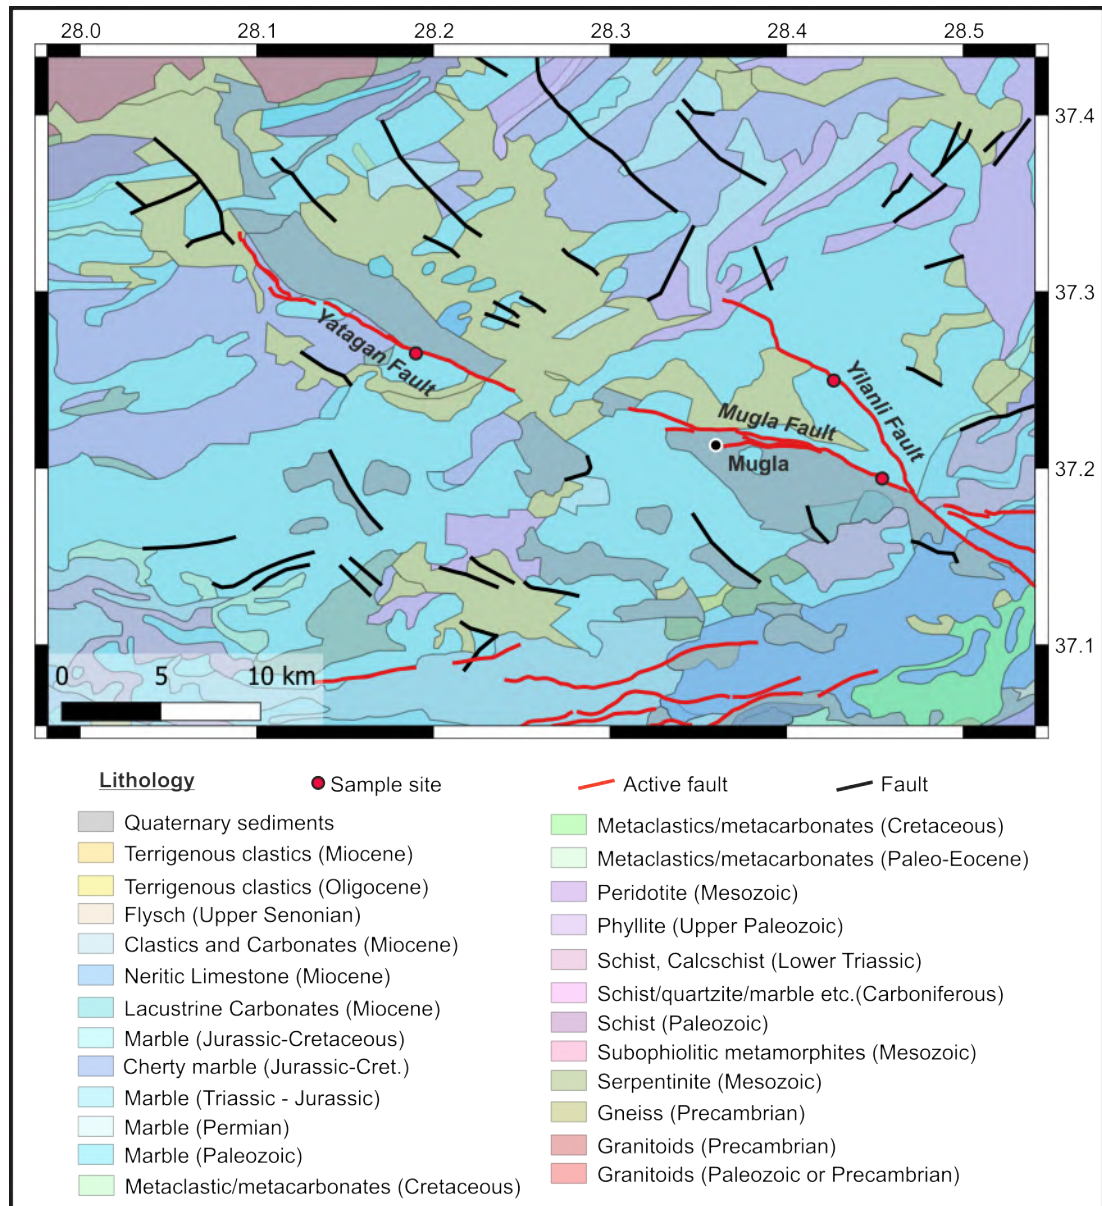 28.0 28.1 28.2 28.3 28.4 28.5
37.4
37.3
Yatagan Fault
Yilanli Fault
Mugla Fault
Mugla
37.2
37.1
0 5 10 km
Lithology
Sample site
Active fault
Fault
Quaternary sediments
Terrigenous clastics (Miocene)
Terrigenous clastics (Oligocene)
Flysch (Upper Senonian)
Clastics and Carbonates (Miocene)
Neritic Limestone (Miocene)
Lacustrine Carbonates (Miocene)
Marble (Jurassic-Cretaceous)
Cherty marble (Jurassic-Cret.)
Marble (Triassic - Jurassic)
Marble (Permian)
Marble (Paleozoic)
Metaclastic/metacarbonates (Cretaceous)
Metaclastics/metacarbonates (Cretaceous)
Metaclastics/metacarbonates (Paleo-Eocene)
Peridotite (Mesozoic)
Phyllite (Upper Paleozoic)
Schist, Calcschist (Lower Triassic)
Schist/quartzite/marble etc.(Carboniferous)
Schist (Paleozoic)
Subophiolitic metamorphites (Mesozoic)
Serpentinite (Mesozoic)
Gneiss (Precambrian)
Granitoids (Precambrian)
Granitoids (Paleozoic or Precambrian)